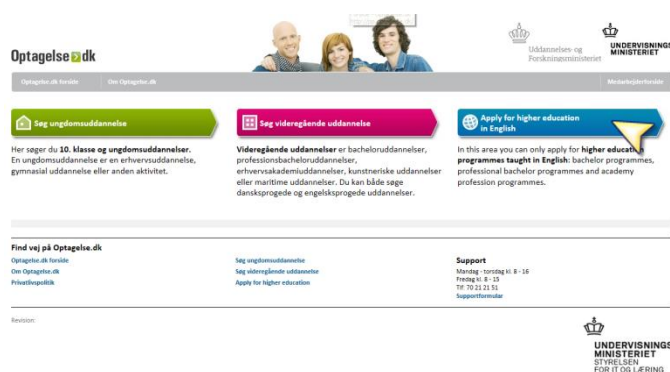 Optagelse dk
Uddannelses- og
Forskningsministeriet
UNDERVISNINGS
MINISTERIET
Optagelse.dk forside
Om Optagelse.dk
Medarbejderforside
Søg ungdomsuddannelse
Søg videregående uddannelse
Apply for higher education
in English
Her søger du 10. klasse og ungdomsuddannelser.
En ungdomsuddannelse er en erhvervsuddannelse,
gymnasial uddannelse eller anden aktivitet.
Videregående uddannelser er bacheloruddannelser,
professionsbacheloruddannelser,
erhvervsakademiuddannelser, kunstneriske uddannelser
eller maritime uddannelser. Du kan både søge
dansksprogede og engelsksprogede uddannelser.
In this area you can only apply for higher education
programmes taught in English: bachelor programmes,
professional bachelor programmes and academy
profession programmes.
Find vej på Optagelse.dk
Optagelse.dk forside
Om Optagelse.dk
Privatlivspolitik
Søg ungdomsuddannelse
Søg videregående uddannelse
Apply for higher education
Support
Mandag - torsdag kl. 8 - 16
Fredag kl. 8 - 15
Tlf: 70 21 21 51
Supportformular
Revision:
UNDERVISNINGS
MINISTERIET
STYRELSEN
FOR IT OG LÆRING